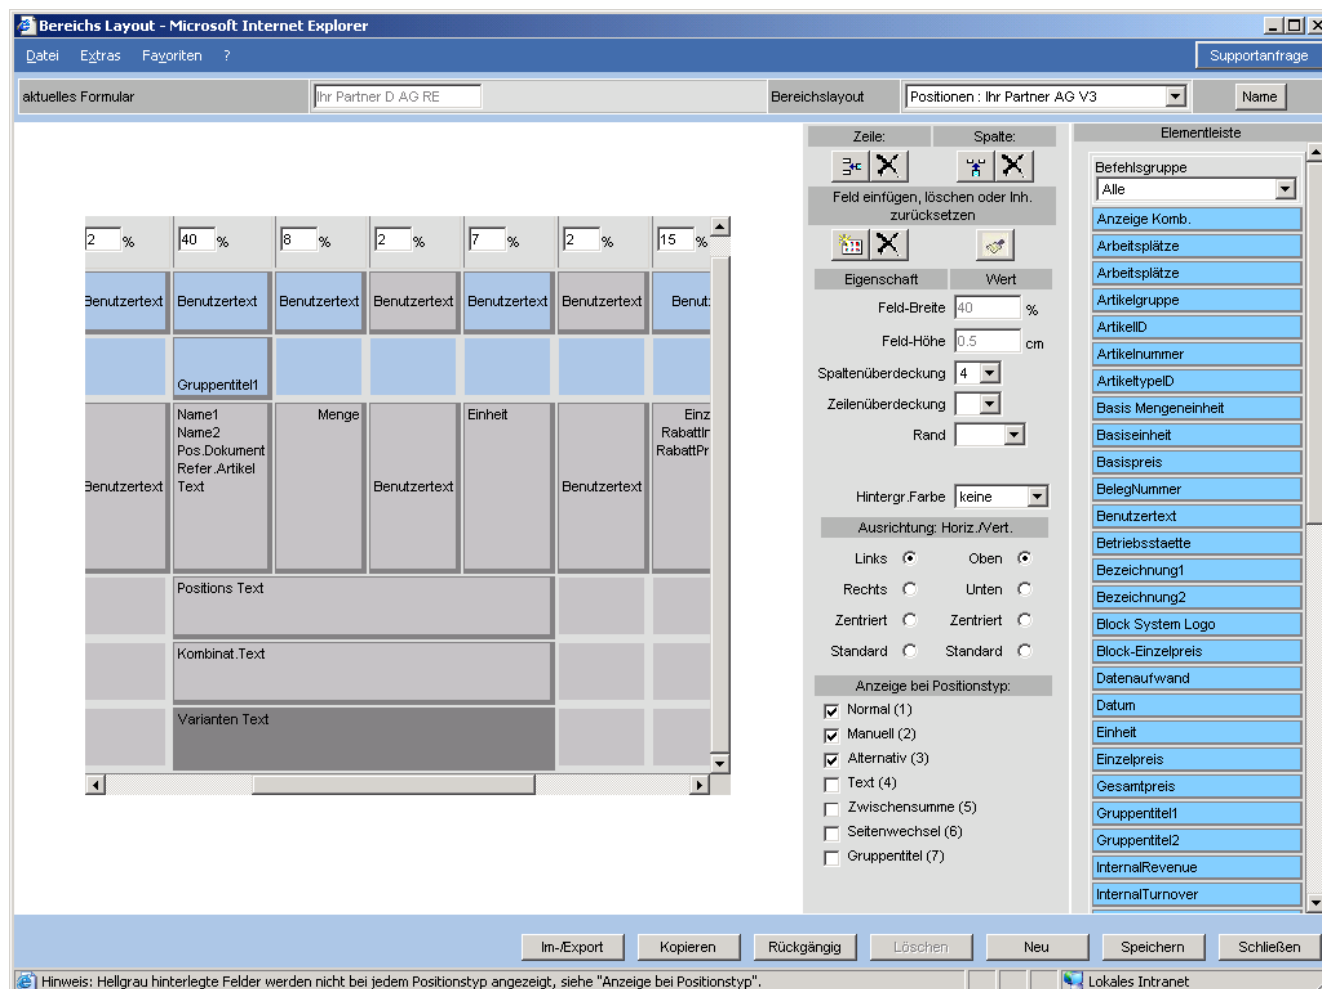 Bereichs Layout - Microsoft Internet Explorer
Datei Extras Favoriten ?
Supportanfrage
aktuelles Formular
Ihr Partner D AG RE
Bereichslayout
Positionen : Ihr Partner AG V3
Name
2 %
40 %
8 %
2 %
7 %
2 %
15 %
Benutzertext
Benutzertext
Benutzertext
Benutzertext
Benutzertext
Benutzertext
Gruppentitel1
Benutzertext
Name1
Name2
Pos.Dokument
Refer.Artikel
Text
Menge
Benutzertext
Einheit
Benutzertext
Positions Text
Kombinat.Text
Varianten Text
Zeile:
Spalte:
Feld einfügen, löschen oder Inh.
zurücksetzen
Eigenschaft
Wert
Feld-Breite 40 %
Feld-Höhe 0.5 cm
Spaltenüberdeckung 4
Zeilenüberdeckung
Rand
Hintergr.Farbe keine
Ausrichtung: Horiz./Vert.
Links Oben
Rechts Unten
Zentriert Zentriert
Standard Standard
Anzeige bei Positionstyp:
Normal (1)
Manuell (2)
Alternativ (3)
Text (4)
Zwischensumme (5)
Seitenwechsel (6)
Gruppentitel (7)
Elementleiste
Befehlsgruppe
Alle
Anzeige Komb.
Arbeitsplätze
Arbeitsplätze
Artikelgruppe
ArtikelID
Artikelnummer
ArtikeltypeID
Basis Mengeneinheit
Basiseinheit
Basispreis
BelegNummer
Benutzertext
Betriebsstaette
Bezeichnung1
Bezeichnung2
Block System Logo
Block-Einzelpreis
Datenaufwand
Datum
Einheit
Einzelpreis
Gesamtpreis
Gruppentitel1
Gruppentitel2
InternalRevenue
InternalTurnover
Im-/Export
Kopieren
Rückgängig
Löschen
Neu
Speichern
Schließen
Hinweis: Hellgrau hinterlegte Felder werden nicht bei jedem Positionstyp angezeigt, siehe "Anzeige bei Positionstyp".
Lokales Intranet